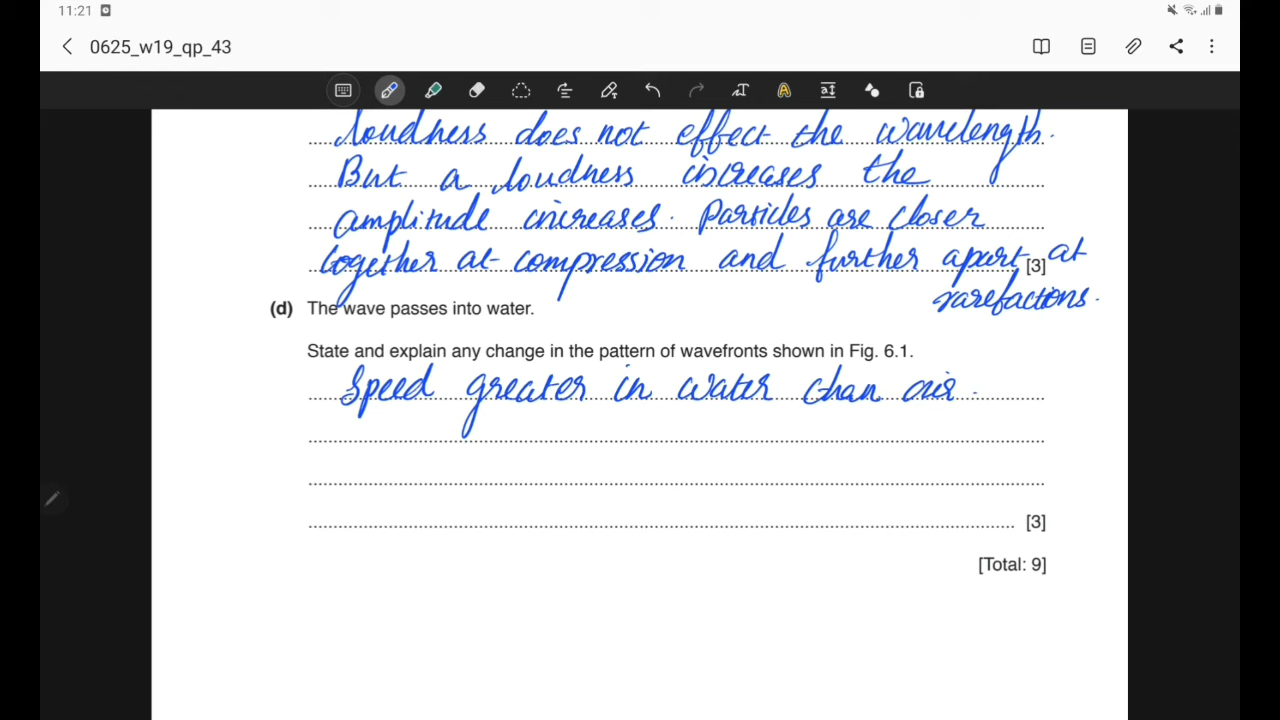 11:21
0625_w19_qp_43
loudness does not effect the wavelength.
But a loudness increases the
amplitude increases. Particles are closer
together at compression and further apart at
[3]
rarefactions.
(d) The wave passes into water.
State and explain any change in the pattern of wavefronts shown in Fig. 6.1.
Speed greater in water than air.
[3]
[Total: 9]